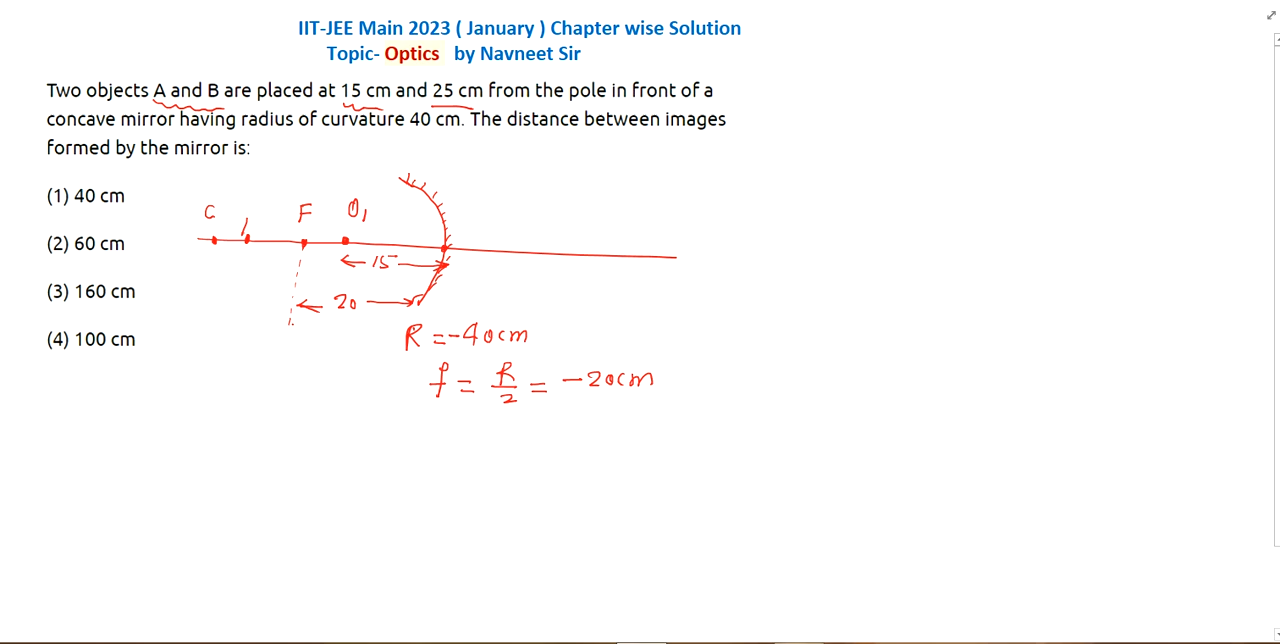 IIT-JEE Main 2023 ( January ) Chapter wise Solution
Topic- Optics by Navneet Sir
Two objects A and B are placed at 15 cm and 25 cm from the pole in front of a
concave mirror having radius of curvature 40 cm. The distance between images
formed by the mirror is:
(1) 40 cm
(2) 60 cm
(3) 160 cm
(4) 100 cm
C F O1
15
20
R = -40cm
f = R/2 = -20cm